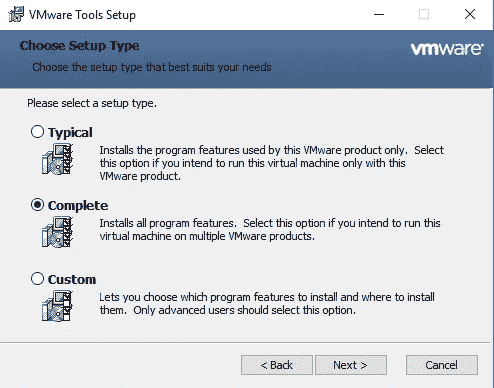 VMware Tools Setup
Choose Setup Type
Choose the setup type that best suits your needs
vmware
Please select a setup type.
Typical
Installs the program features used by this VMware product only. Select
this option if you intend to run this virtual machine only with this
VMware product.
Complete
Installs all program features. Select this option if you intend to run this
virtual machine on multiple VMware products.
Custom
Lets you choose which program features to install and where to install
them. Only advanced users should select this option.
< Back Next > Cancel